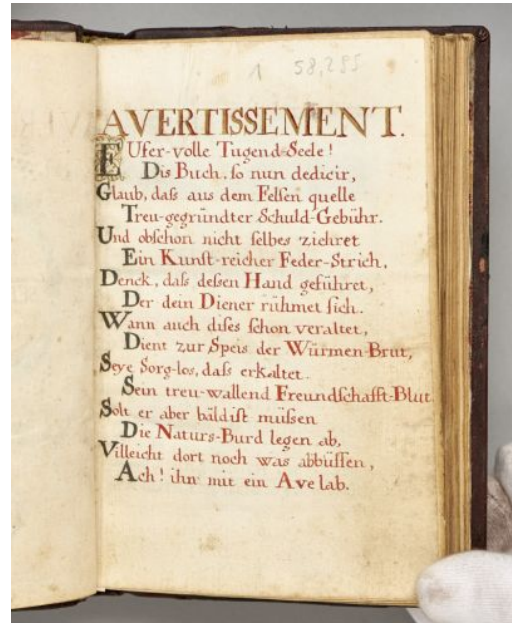 1 58,255
AVERTISSEMENT.
EUfer-volle Tugend-Seele!
Dis Buch, so nun dedicir,
Glaub, daſs aus dem Felſen quelle
Treu-gegründter Schuld-Gebühr.
Und obſchon nicht ſelbes ziehret
Ein Kunſt-reicher Feder-Strich,
Denck, daſs deſsen Hand geführet,
Der dein Diener rühmet ſich.
Wann auch diſes ſchon veraltet,
Dient zur Speis der Würmen-Brut,
Seye Sorg-los, daſs erkaltet
Sein treu-wallend Freundſchafft-Blut.
Solt er aber bäldiſt müſsen
Die Naturs-Burd legen ab,
Villeicht dort noch was abbüſſen,
Ach! ihn mit ein Ave lab.